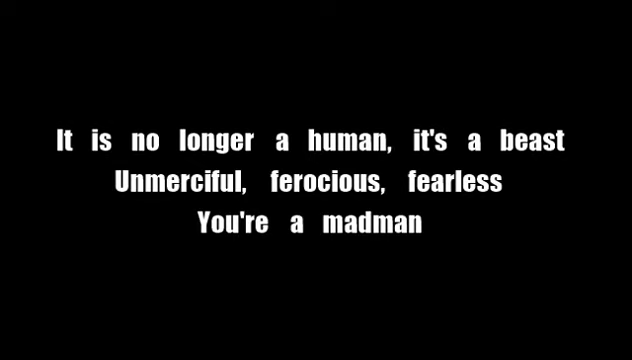 It is no longer a human, it's a beast
Unmerciful, ferocious, fearless
You're a madman